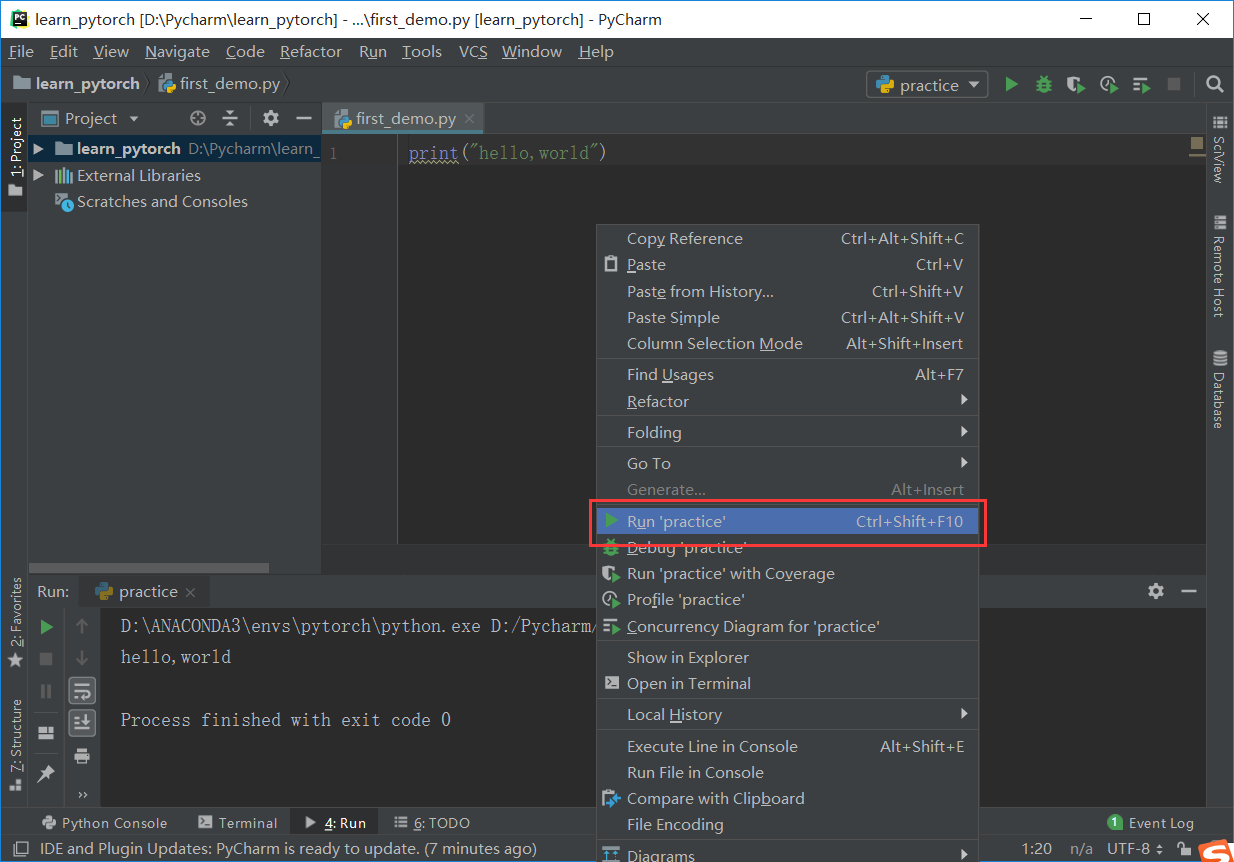 learn_pytorch [D:\Pycharm\learn_pytorch] - ...\first_demo.py [learn_pytorch] - PyCharm
File Edit View Navigate Code Refactor Run Tools VCS Window Help
learn_pytorch first_demo.py practice
1: Project
Project
first_demo.py
learn_pytorch D:\Pycharm\learn_
External Libraries
Scratches and Consoles
1 print("hello,world")
SciView
Remote Host
Database
Copy Reference Ctrl+Alt+Shift+C
Paste Ctrl+V
Paste from History... Ctrl+Shift+V
Paste Simple Ctrl+Alt+Shift+V
Column Selection Mode Alt+Shift+Insert
Find Usages Alt+F7
Refactor
Folding
Go To
Generate... Alt+Insert
Run 'practice' Ctrl+Shift+F10
Debug 'practice'
Run 'practice' with Coverage
Profile 'practice'
Concurrency Diagram for 'practice'
Show in Explorer
Open in Terminal
Local History
Execute Line in Console Alt+Shift+E
Run File in Console
Compare with Clipboard
File Encoding
Diagrams
2: Favorites
Z: Structure
Run: practice
D:\ANACONDA3\envs\pytorch\python.exe D:/Pycharm/
hello,world
Process finished with exit code 0
Python Console Terminal 4: Run 6: TODO
1 Event Log
IDE and Plugin Updates: PyCharm is ready to update. (7 minutes ago)
1:20 n/a UTF-8